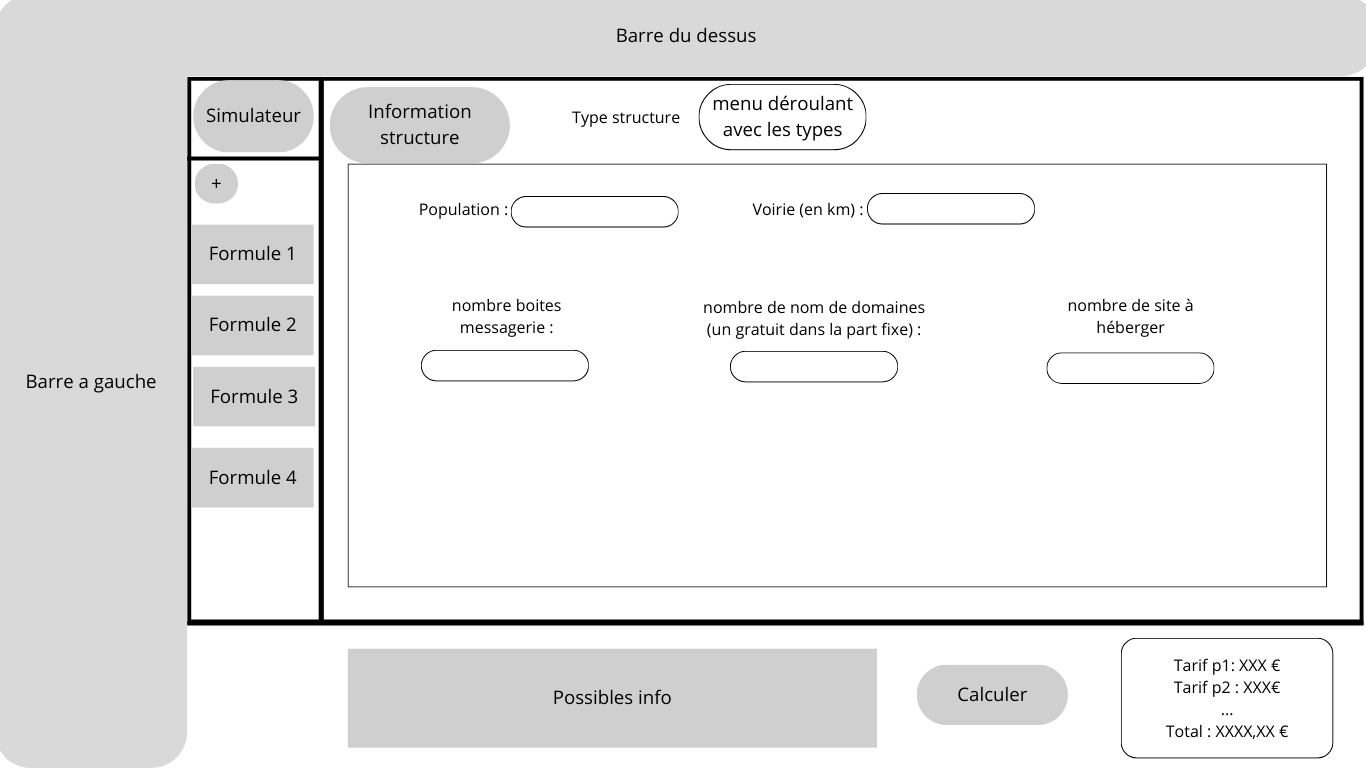 Barre du dessus
Barre a gauche
Simulateur
+
Formule 1
Formule 2
Formule 3
Formule 4
Information
structure
Type structure
menu déroulant
avec les types
Population :
Voirie (en km) :
nombre boites
messagerie :
nombre de nom de domaines
(un gratuit dans la part fixe) :
nombre de site à
héberger
Possibles info
Calculer
Tarif p1: XXX €
Tarif p2 : XXX€
...
Total : XXXX,XX €